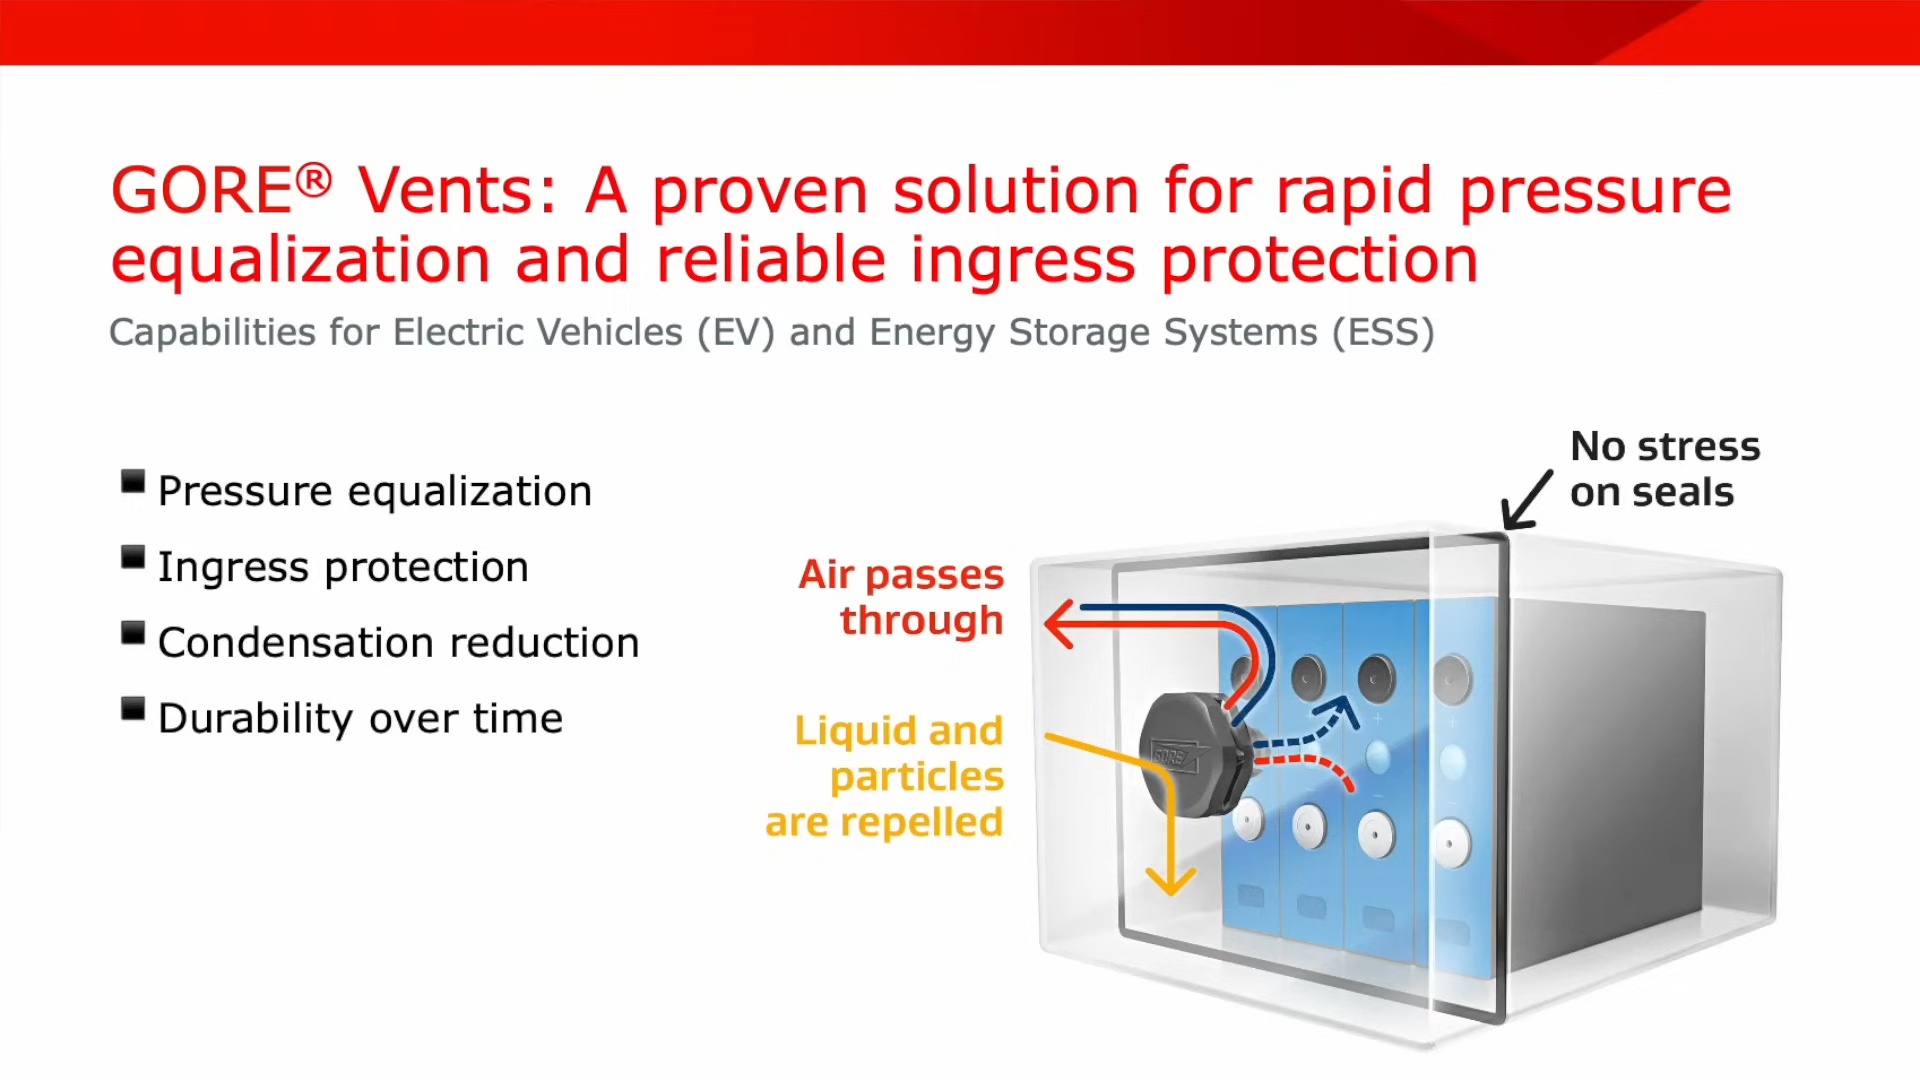 GORE® Vents: A proven solution for rapid pressure
equalization and reliable ingress protection
Capabilities for Electric Vehicles (EV) and Energy Storage Systems (ESS)
Pressure equalization
Ingress protection
Condensation reduction
Durability over time
No stress
on seals
Air passes
through
Liquid and
particles
are repelled
GORE